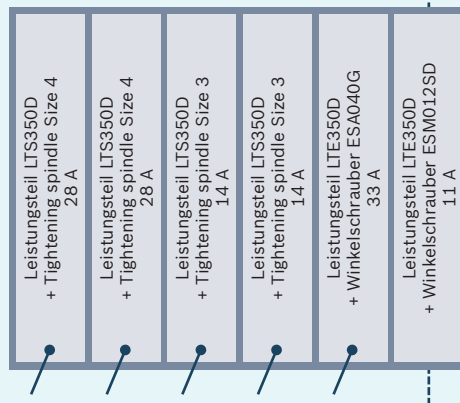 Leistungsteil LTS350D
+ Tightening spindle Size 4
28 A
Leistungsteil LTS350D
+ Tightening spindle Size 4
28 A
Leistungsteil LTS350D
+ Tightening spindle Size 3
14 A
Leistungsteil LTS350D
+ Tightening spindle Size 3
14 A
Leistungsteil LTE350D
+ Winkelschrauber ESA040G
33 A
Leistungsteil LTE350D
+ Winkelschrauber ESM012SD
11 A